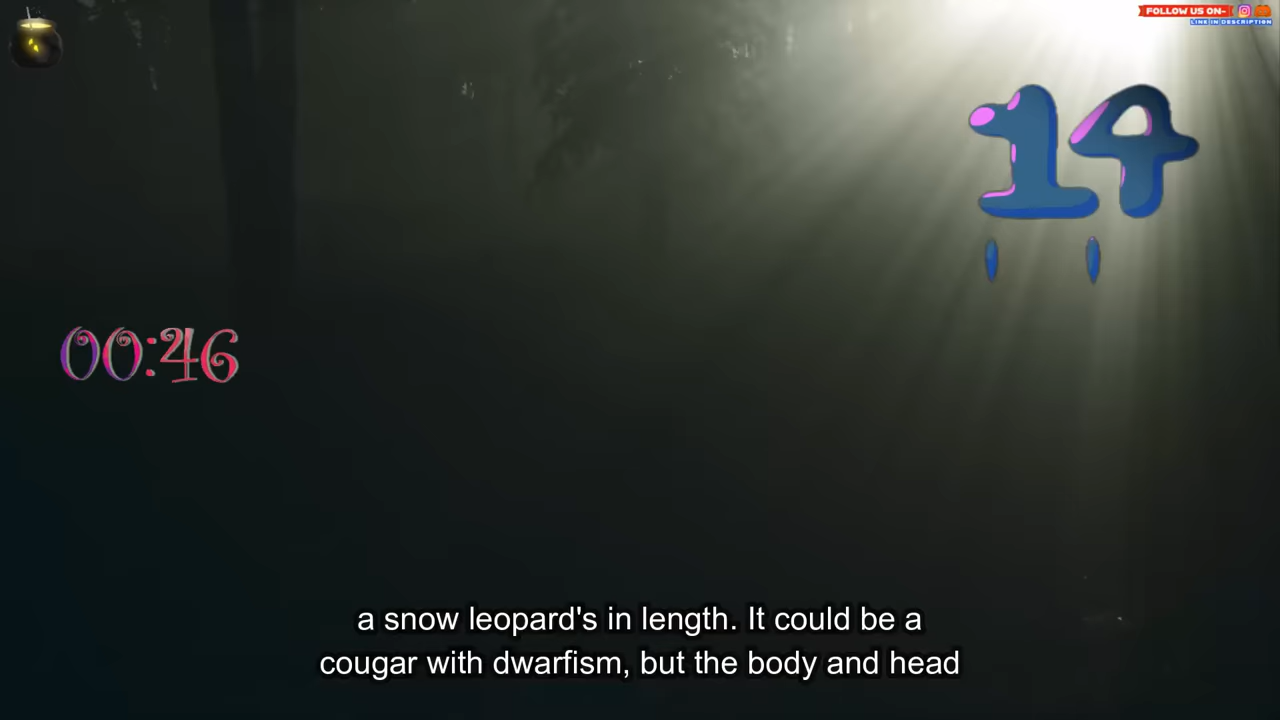 FOLLOW US ON-
LINK IN DESCRIPTION
14
00:46
a snow leopard's in length. It could be a
cougar with dwarfism, but the body and head